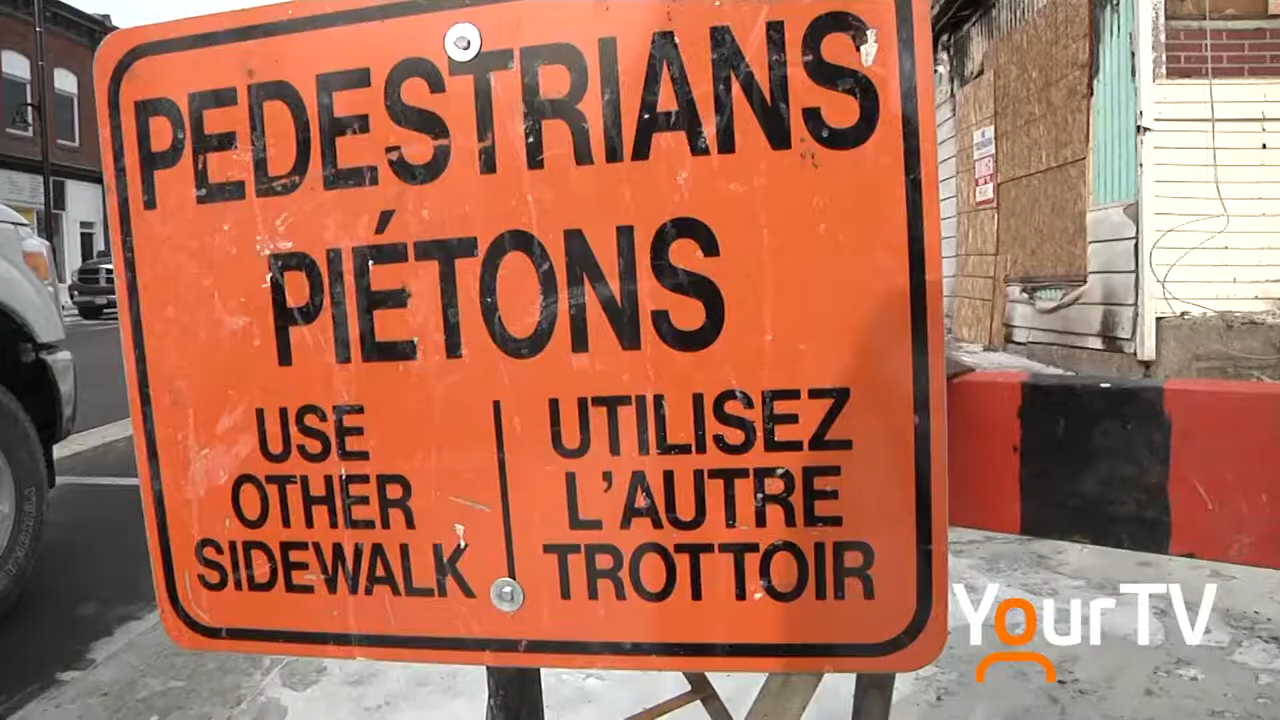 PEDESTRIANS
PIÉTONS
USE
OTHER
SIDEWALK
UTILISEZ
L'AUTRE
TROTTOIR
YourTV